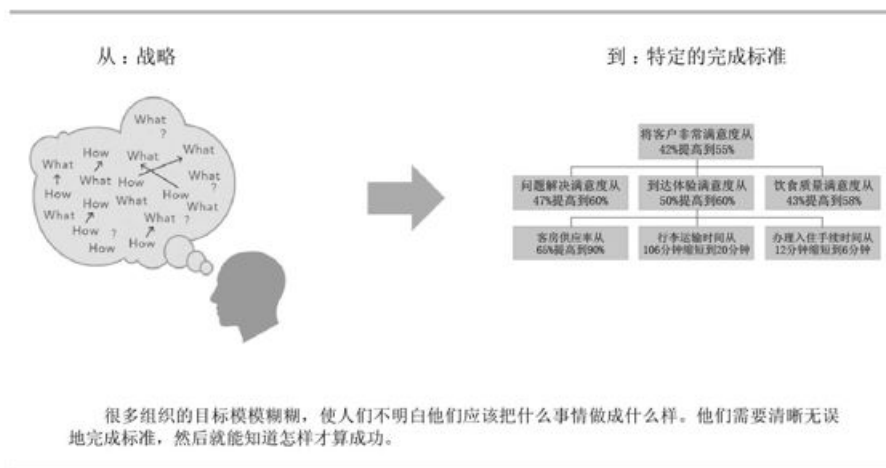 从：战略
到：特定的完成标准
What
?
How What What
What
What How What
How How ?
How What What
What What ?
How ?
How How
将客户非常满意度从
42%提高到55%
问题解决满意度从
47%提高到60%
到达体验满意度从
50%提高到60%
饮食质量满意度从
43%提高到58%
客房供应率从
65%提高到90%
行李运输时间从
106分钟缩短到20分钟
办理入住手续时间从
12分钟缩短到6分钟
很多组织的目标模模糊糊，使人们不明白他们应该把什么事情做成什么样。他们需要清晰无误
地完成标准，然后就能知道怎样才算成功。